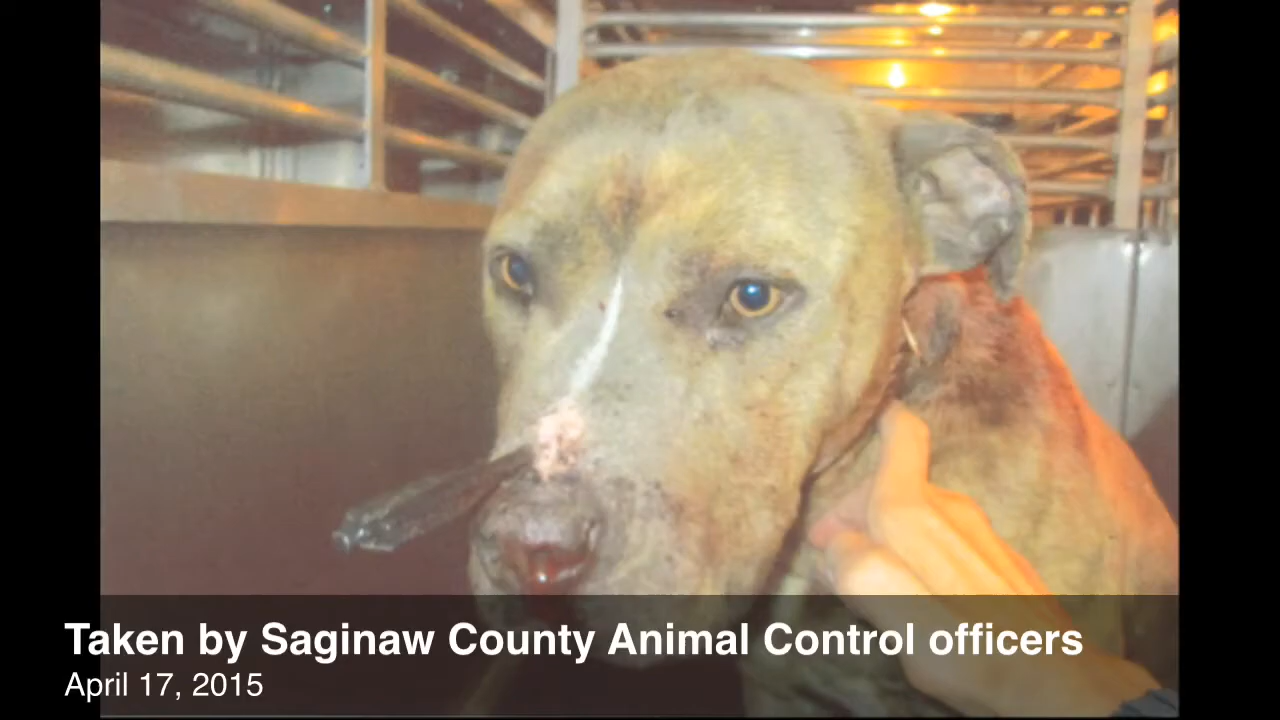 Taken by Saginaw County Animal Control officers
April 17, 2015